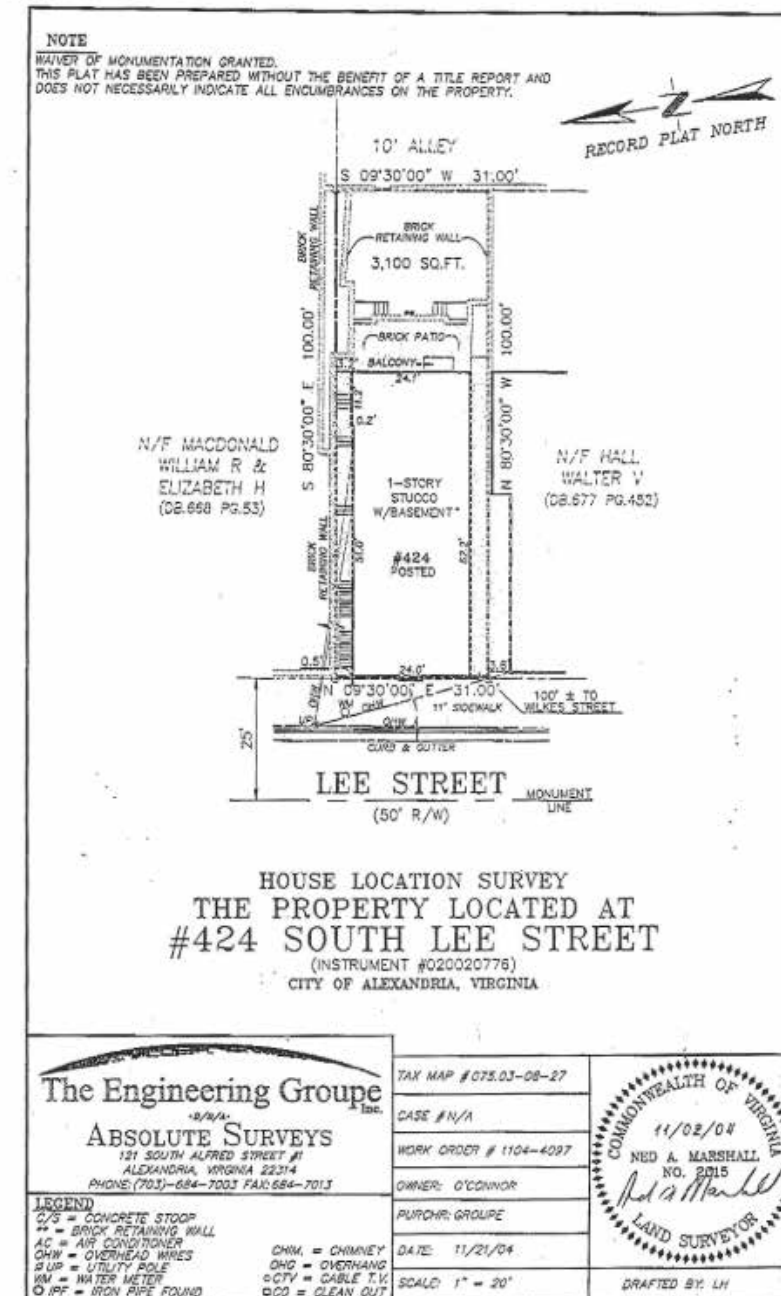 NOTE
WAIVER OF MONUMENTATION GRANTED.
THIS PLAT HAS BEEN PREPARED WITHOUT THE BENEFIT OF A TITLE REPORT AND
DOES NOT NECESSARILY INDICATE ALL ENCUMBRANCES ON THE PROPERTY.
RECORD PLAT NORTH
10' ALLEY
S 09°30'00" W 31.00'
BRICK
RETAINING WALL
BRICK
RETAINING WALL
3,100 SQ.FT.
**
BRICK PATIO
BALCONY
24.1'
S 80°30'00" E 100.00'
N 80°30'00" W 100.00'
0.2'
N/F MACDONALD
WILLIAM R &
ELIZABETH H
(DB.668 PG.53)
N/F HALL
WALTER V
(DB.677 PG.452)
1-STORY
STUCCO
W/BASEMENT
#424
POSTED
62.2'
BRICK
RETAINING WALL
0.5'
24.0'
N 09°30'00" E 31.00'
100' ± TO
WILKES STREET
WM
OHW
OHW
OHW
UP
11' SIDEWALK
CURB & GUTTER
25'
LEE STREET
(50' R/W)
MONUMENT
LINE
HOUSE LOCATION SURVEY
THE PROPERTY LOCATED AT
#424 SOUTH LEE STREET
(INSTRUMENT #020020776)
CITY OF ALEXANDRIA, VIRGINIA
The Engineering Groupe
Inc.
-D/B/A-
ABSOLUTE SURVEYS
121 SOUTH ALFRED STREET #1
ALEXANDRIA, VIRGINIA 22314
PHONE:(703)-684-7003 FAX:684-7013
LEGEND
C/S = CONCRETE STOOP
** = BRICK RETAINING WALL
AC = AIR CONDITIONER
OHW = OVERHEAD WIRES
UP = UTILITY POLE
WM = WATER METER
IPF = IRON PIPE FOUND
CHIM. = CHIMNEY
OHG = OVERHANG
CTV = CABLE T.V.
CO = CLEAN OUT
TAX MAP #075.03-08-27
CASE #N/A
WORK ORDER # 1104-4097
OWNER: O'CONNOR
PURCHR: GROUPE
DATE: 11/21/04
SCALE: 1" = 20'
COMMONWEALTH OF VIRGINIA
11/02/04
NED A. MARSHALL
NO. 2015
Ned A Marshall
LAND SURVEYOR
DRAFTED BY: LH